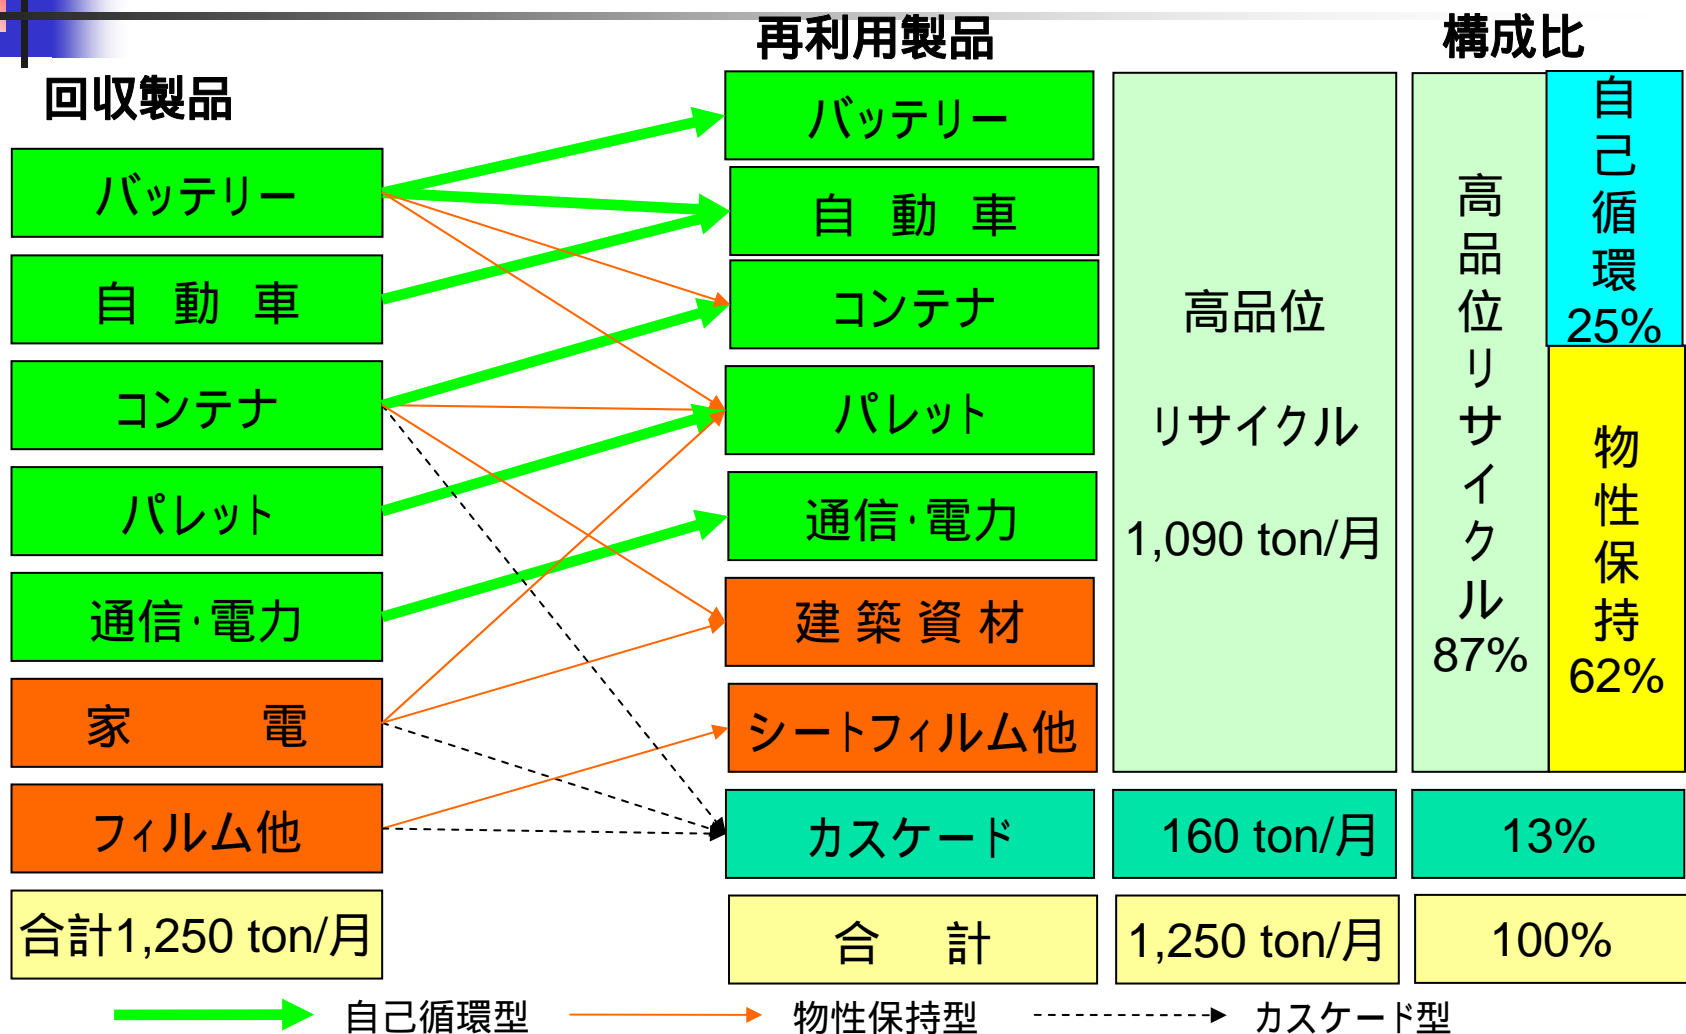 再利用製品
構成比
回収製品
バッテリー
自動車
コンテナ
パレット
通信・電力
家電
フィルム他
合計1,250 ton/月
バッテリー
自動車
コンテナ
パレット
通信・電力
建築資材
シートフィルム他
カスケード
合計
高品位
リサイクル
1,090 ton/月
160 ton/月
1,250 ton/月
高品位リサイクル
87%
自己循環
25%
物性保持
62%
13%
100%
自己循環型
物性保持型
カスケード型